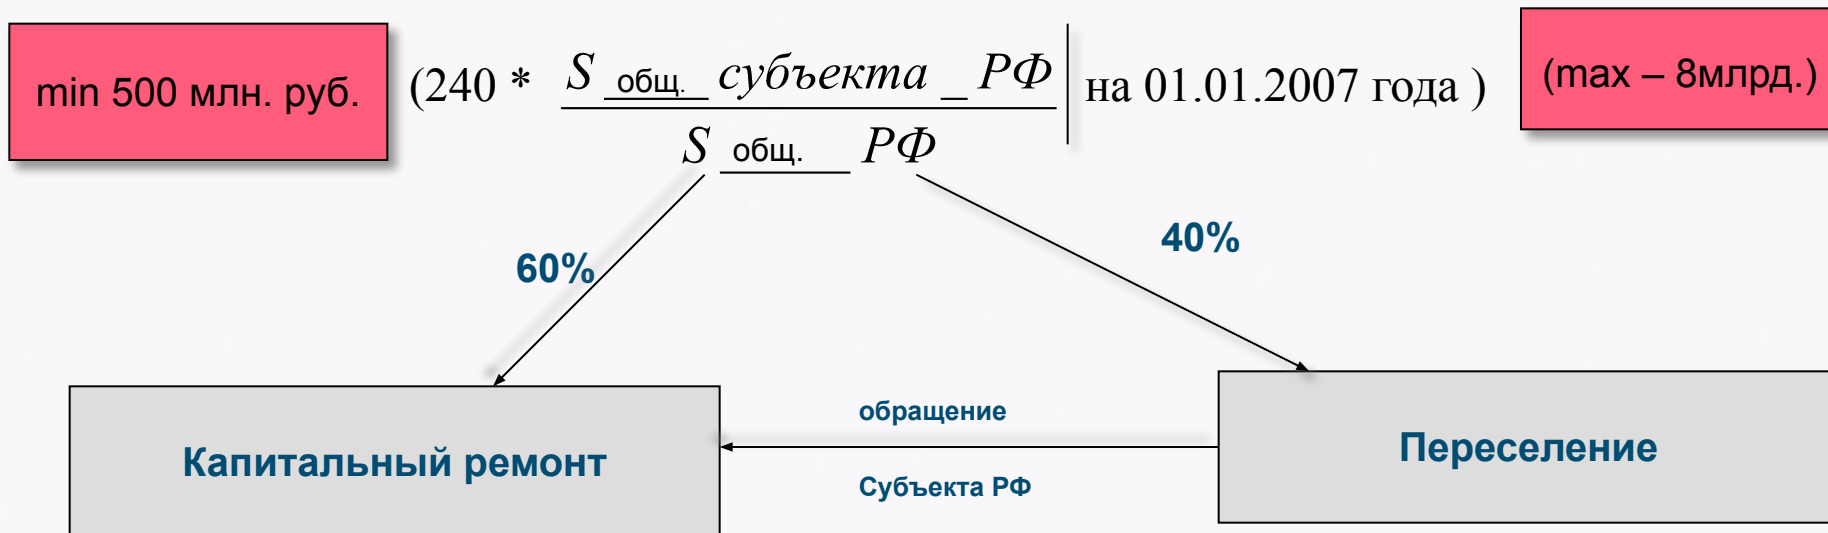 min 500 млн. руб.
(240 * S общ. субъекта _ РФ на 01.01.2007 года )
S общ. РФ
(max – 8млрд.)
60%
40%
Капитальный ремонт
обращение
Субъекта РФ
Переселение